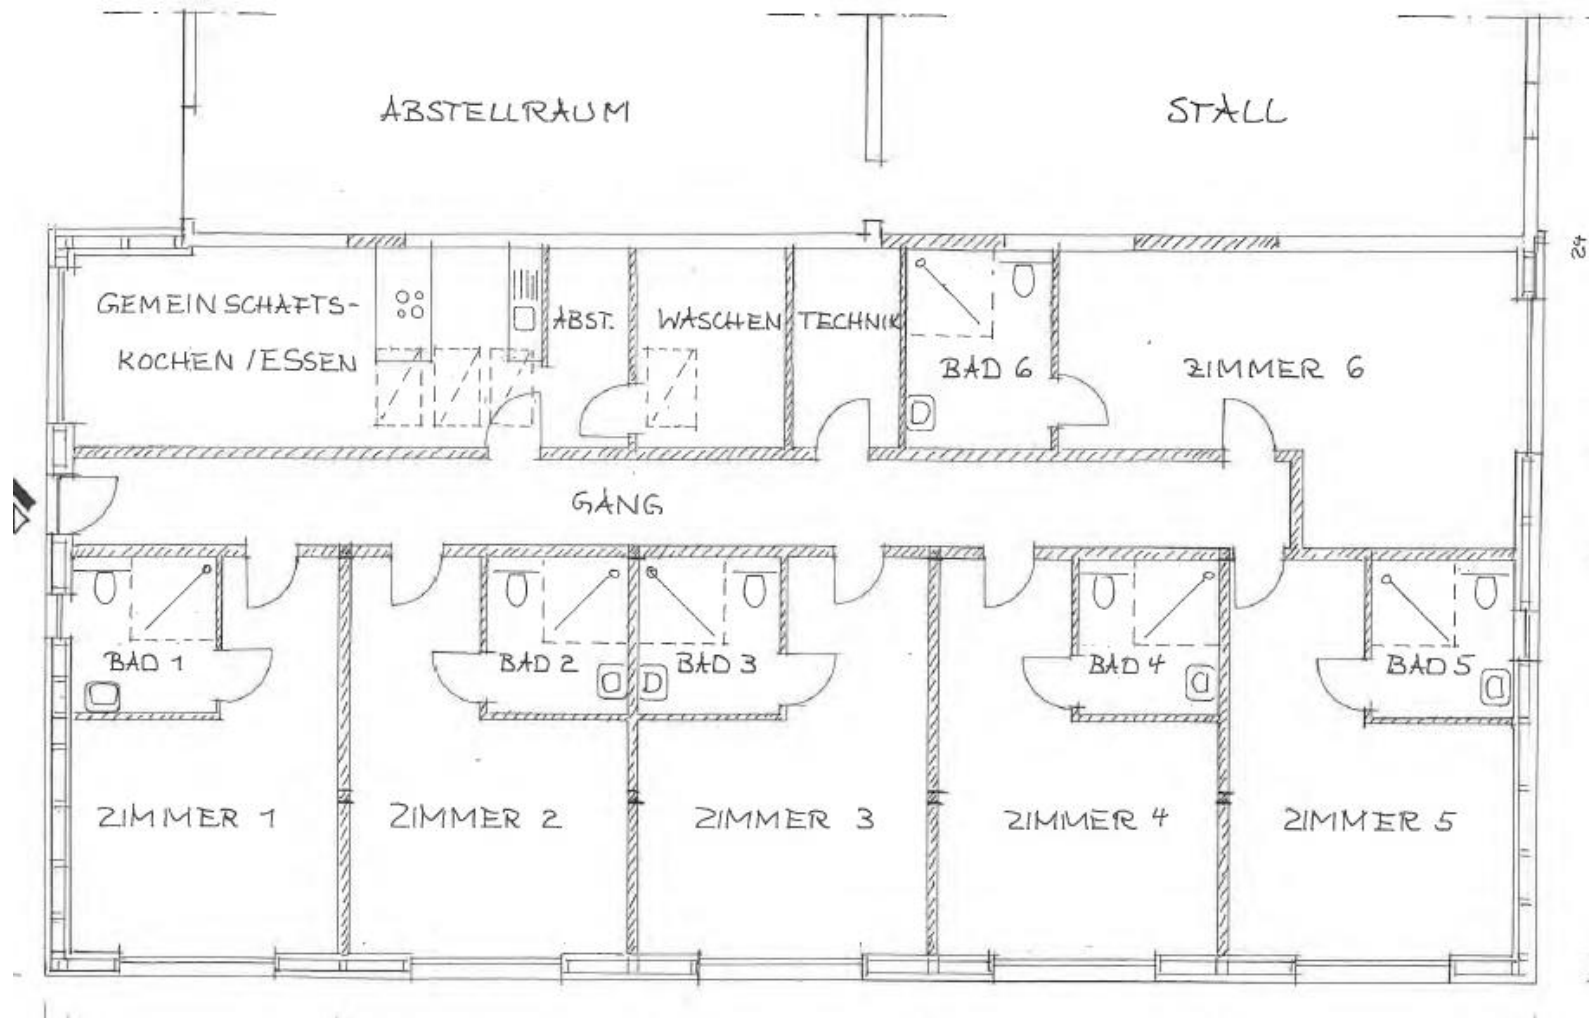 ABSTELLRAUM
STALL
24
GEMEINSCHAFTS-
KOCHEN / ESSEN
ABST.
WASCHEN
TECHNIK
BAD 6
ZIMMER 6
GANG
BAD 1
BAD 2
BAD 3
BAD 4
BAD 5
ZIMMER 1
ZIMMER 2
ZIMMER 3
ZIMMER 4
ZIMMER 5